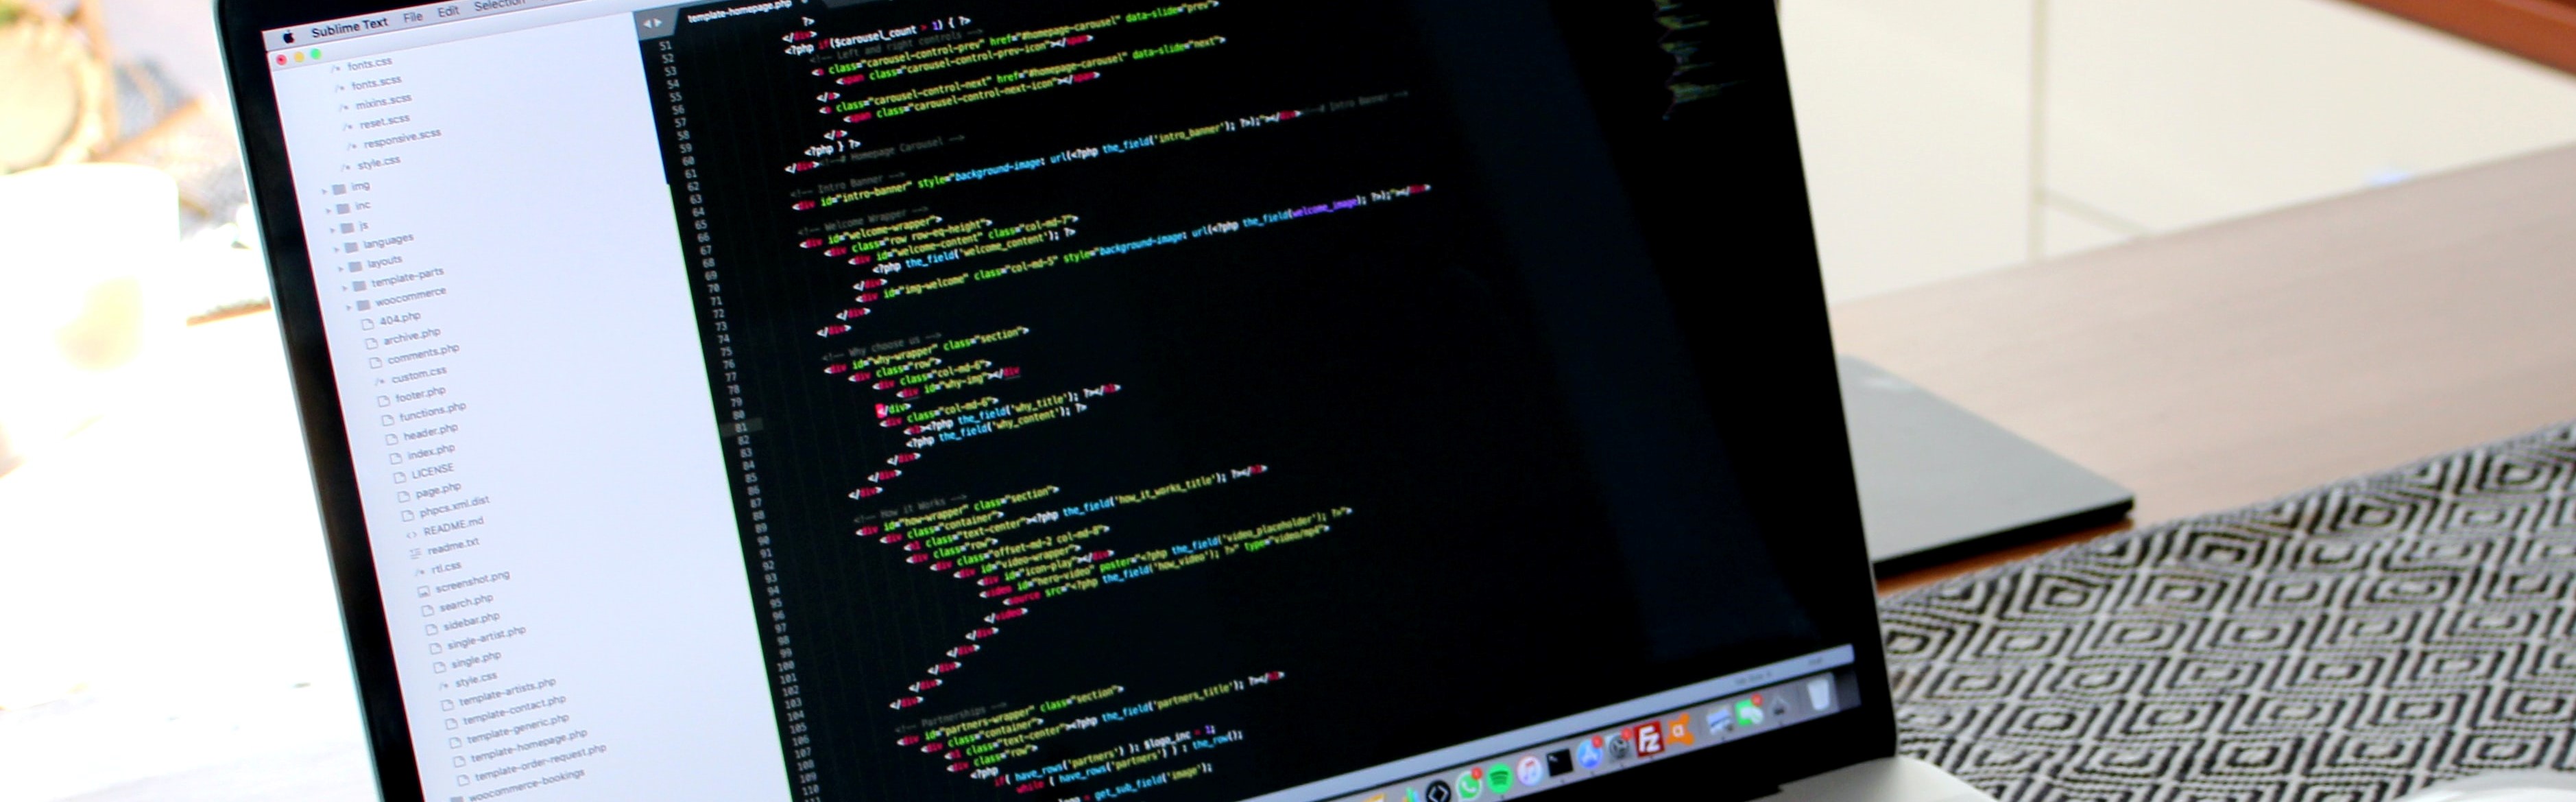 Sublime Text File Edit Selection
template-homepage.php
fonts.css
fonts.scss
mixins.scss
reset.scss
responsive.scss
style.css
img
inc
js
languages
layouts
template-parts
woocommerce
404.php
archive.php
comments.php
custom.css
footer.php
functions.php
header.php
index.php
LICENSE
page.php
phpcs.xml.dist
README.md
readme.txt
rtl.css
screenshot.png
search.php
sidebar.php
single-artist.php
single.php
style.css
template-artists.php
template-contact.php
template-generic.php
template-homepage.php
template-order-request.php
woocommerce-bookings
?>
</div>
<?php if($carousel_count > 1) { ?>
<!-- Left and right controls -->
<a class="carousel-control-prev" href="#homepage-carousel" data-slide="prev">
<span class="carousel-control-prev-icon"></span>
</a>
<a class="carousel-control-next" href="#homepage-carousel" data-slide="next">
<span class="carousel-control-next-icon"></span>
</a>
<?php } ?>
</div><!-- # Homepage Carousel -->
<!-- Intro Banner -->
<div id="intro-banner" style="background-image: url(<?php the_field('intro_banner'); ?>);"></div><!-- # Intro Banner -->
<!-- Welcome Wrapper -->
<div id="welcome-wrapper">
<div class="row row-eq-height">
<div id="welcome-content" class="col-md-7">
<?php the_field('welcome_content'); ?>
</div>
<div id="img-welcome" class="col-md-5" style="background-image: url(<?php the_field(welcome_image); ?>);"></div>
</div>
</div>
<!-- Why choose us -->
<div id="why-wrapper" class="section">
<div class="row">
<div class="col-md-6">
<div id="why-img"></div
</div>
<div class="col-md-6">
<h1><?php the_field('why_title'); ?></h1>
<?php the_field('why_content'); ?>
</div>
</div>
</div>
<!-- How it Works -->
<div id="how-wrapper" class="section">
<div class="container">
<h1 class="text-center"><?php the_field('how_it_works_title'); ?></h1>
<div class="row">
<div class="offset-md-2 col-md-8">
<div id="video-wrapper">
<div id="icon-play"></div>
<video id="hero-video" poster="<?php the_field('video_placeholder'); ?>">
<source src="<?php the_field('how_video'); ?>" type="video/mp4">
</video>
</div>
</div>
</div>
</div>
</div>
<!-- Partnerships -->
<div id="partners-wrapper" class="section">
<div class="container">
<h1 class="text-center"><?php the_field('partners_title'); ?></h1>
<div class="row">
<?php
if( have_rows('partners') ): $logo_inc = 1;
while ( have_rows('partners') ) : the_row();
= get_sub_field('image');